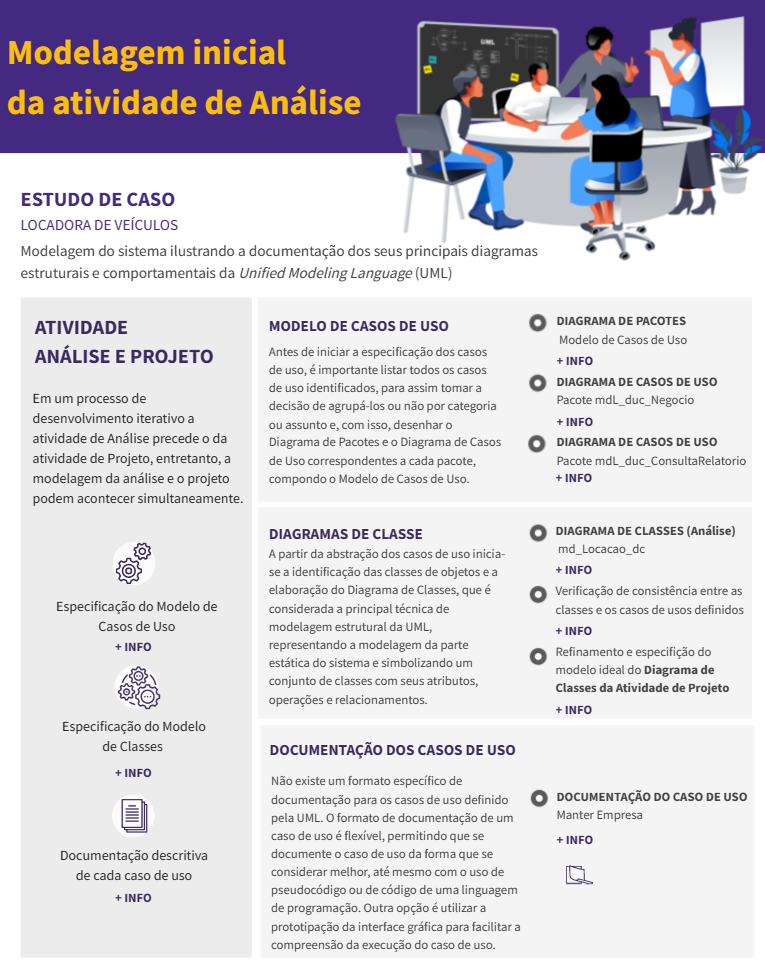 Modelagem inicial
da atividade de Análise
UML
ESTUDO DE CASO
LOCADORA DE VEÍCULOS
Modelagem do sistema ilustrando a documentação dos seus principais diagramas
estruturais e comportamentais da Unified Modeling Language (UML)
ATIVIDADE
ANÁLISE E PROJETO
Em um processo de
desenvolvimento iterativo a
atividade de Análise precede o da
atividade de Projeto, entretanto, a
modelagem da análise e o projeto
podem acontecer simultaneamente.
Especificação do Modelo de
Casos de Uso
+ INFO
Especificação do Modelo
de Classes
+ INFO
Documentação descritiva
de cada caso de uso
+ INFO
MODELO DE CASOS DE USO
Antes de iniciar a especificação dos casos
de uso, é importante listar todos os casos
de uso identificados, para assim tomar a
decisão de agrupá-los ou não por categoria
ou assunto e, com isso, desenhar o
Diagrama de Pacotes e o Diagrama de Casos
de Uso correspondentes a cada pacote,
compondo o Modelo de Casos de Uso.
DIAGRAMA DE PACOTES
Modelo de Casos de Uso
+ INFO
DIAGRAMA DE CASOS DE USO
Pacote mdL_duc_Negocio
+ INFO
DIAGRAMA DE CASOS DE USO
Pacote mdL_duc_ConsultaRelatorio
+ INFO
DIAGRAMAS DE CLASSE
A partir da abstração dos casos de uso inicia-
se a identificação das classes de objetos e a
elaboração do Diagrama de Classes, que é
considerada a principal técnica de
modelagem estrutural da UML,
representando a modelagem da parte
estática do sistema e simbolizando um
conjunto de classes com seus atributos,
operações e relacionamentos.
DIAGRAMA DE CLASSES (Análise)
md_Locacao_dc
+ INFO
Verificação de consistência entre as
classes e os casos de usos definidos
+ INFO
Refinamento e especifição do
modelo ideal do Diagrama de
Classes da Atividade de Projeto
+ INFO
DOCUMENTAÇÃO DOS CASOS DE USO
Não existe um formato específico de
documentação para os casos de uso definido
pela UML. O formato de documentação de um
caso de uso é flexível, permitindo que se
documente o caso de uso da forma que se
considerar melhor, até mesmo com o uso de
pseudocódigo ou de código de uma linguagem
de programação. Outra opção é utilizar a
prototipação da interface gráfica para facilitar a
compreensão da execução do caso de uso.
DOCUMENTAÇÃO DO CASO DE USO
Manter Empresa
+ INFO